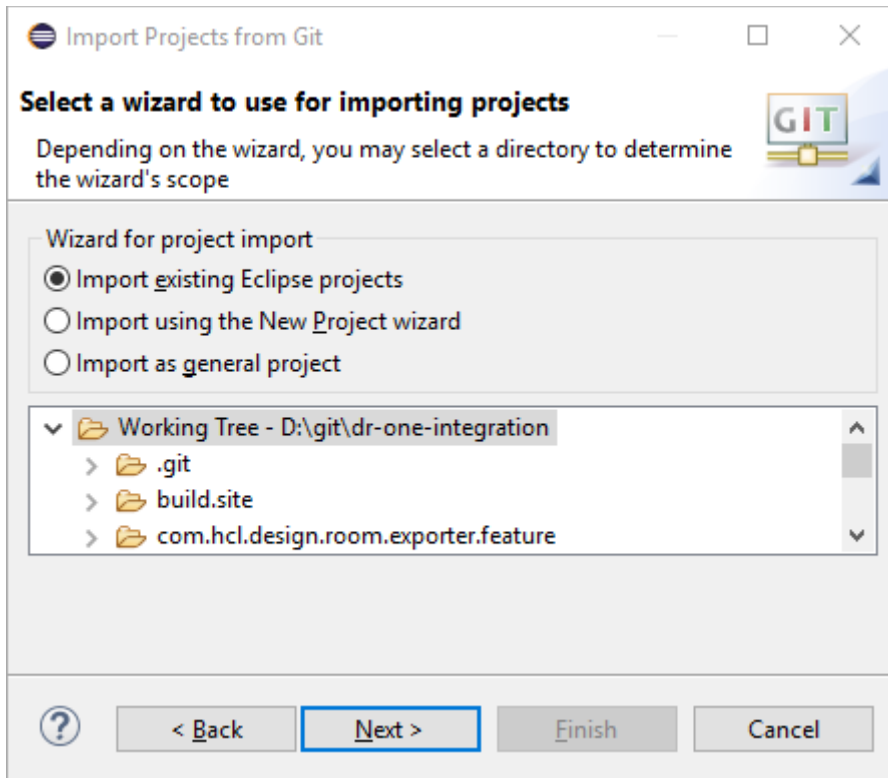 Import Projects from Git
Select a wizard to use for importing projects
GIT
Depending on the wizard, you may select a directory to determine
the wizard's scope
Wizard for project import
Import existing Eclipse projects
Import using the New Project wizard
Import as general project
Working Tree - D:\git\dr-one-integration
.git
build.site
com.hcl.design.room.exporter.feature
?
< Back
Next >
Finish
Cancel